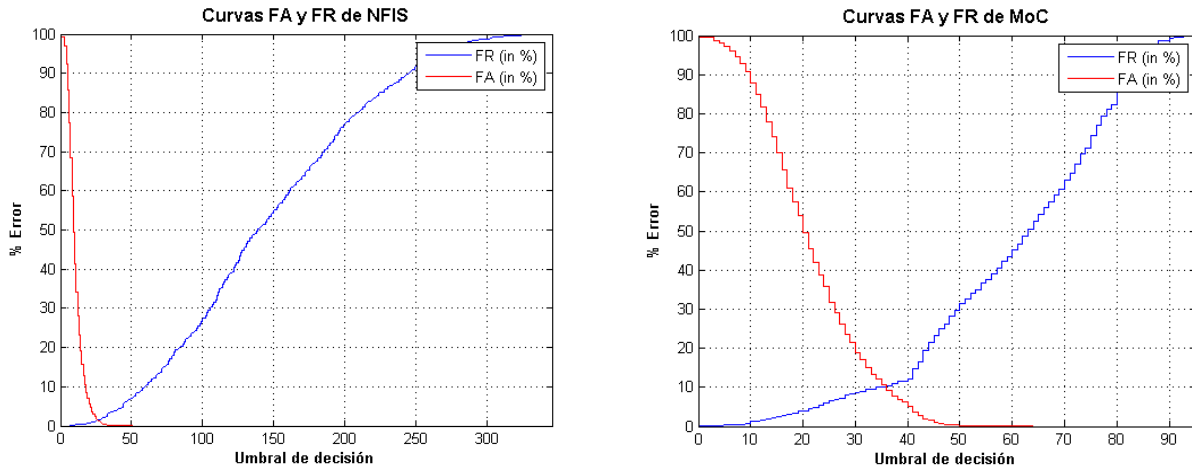 Curvas FA y FR de NFIS
100
90
80
70
60
50
40
30
20
10
0
% Error
FR (in %)
FA (in %)
0 50 100 150 200 250 300
Umbral de decisión
Curvas FA y FR de MoC
100
90
80
70
60
50
40
30
20
10
0
% Error
FR (in %)
FA (in %)
0 10 20 30 40 50 60 70 80 90
Umbral de decisión